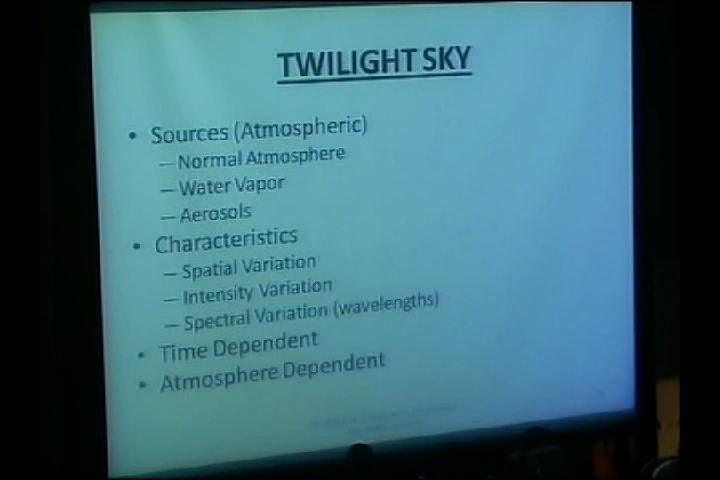 TWILIGHT SKY
• Sources (Atmospheric)
– Normal Atmosphere
– Water Vapor
– Aerosols
• Characteristics
– Spatial Variation
– Intensity Variation
– Spectral Variation (wavelengths)
• Time Dependent
• Atmosphere Dependent